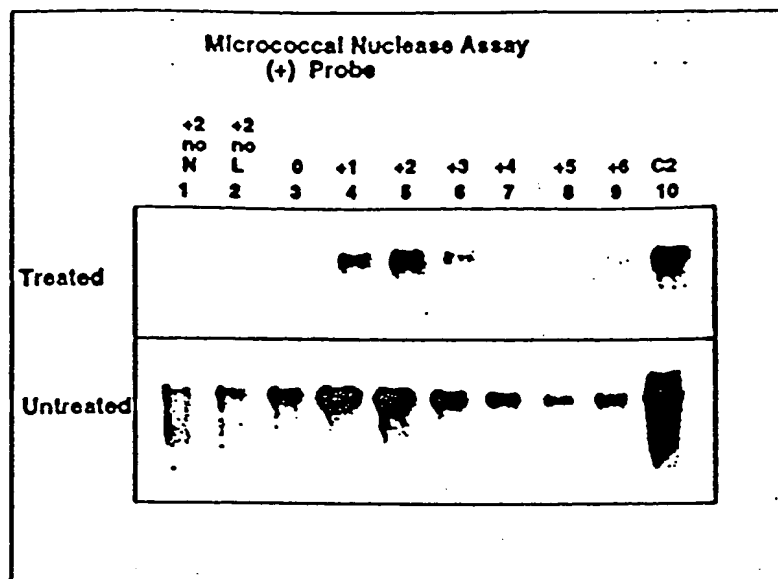 Micrococcal Nuclease Assay
(+) Probe
+2 +2
no no
N L 0 +1 +2 +3 +4 +5 +6 C2
1 2 3 4 5 6 7 8 9 10
Treated
Untreated